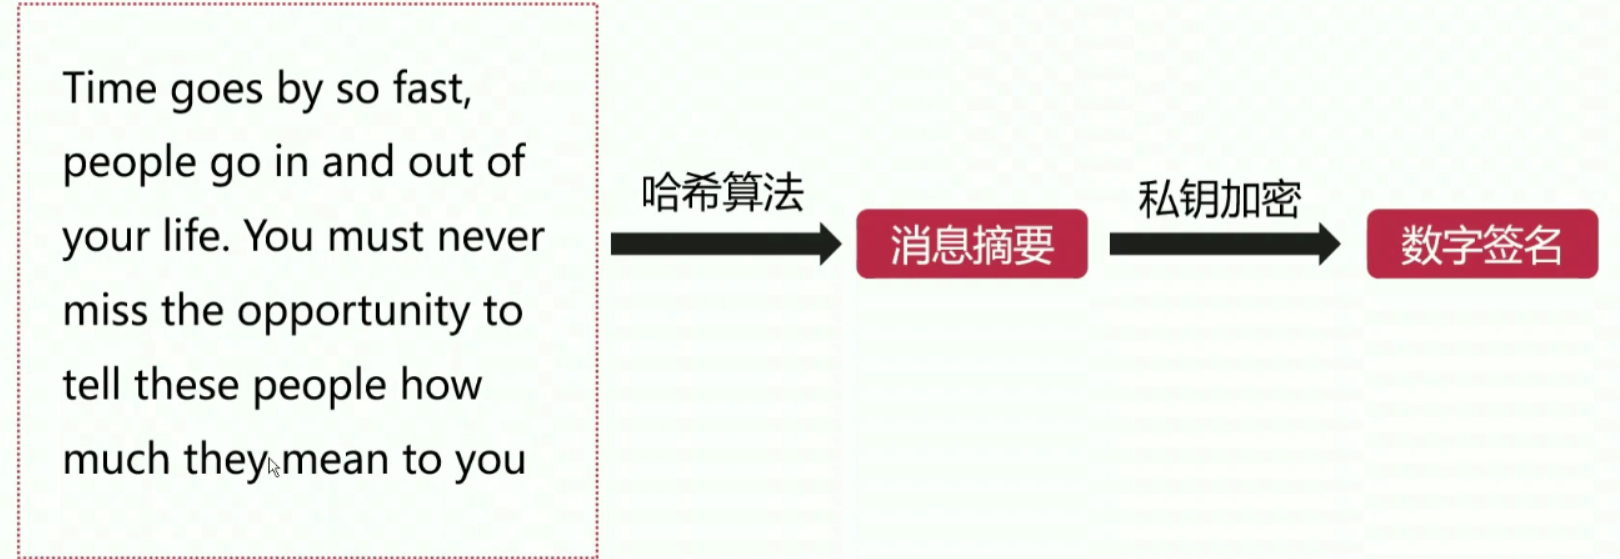 Time goes by so fast,
people go in and out of
your life. You must never
miss the opportunity to
tell these people how
much they mean to you
哈希算法
消息摘要
私钥加密
数字签名